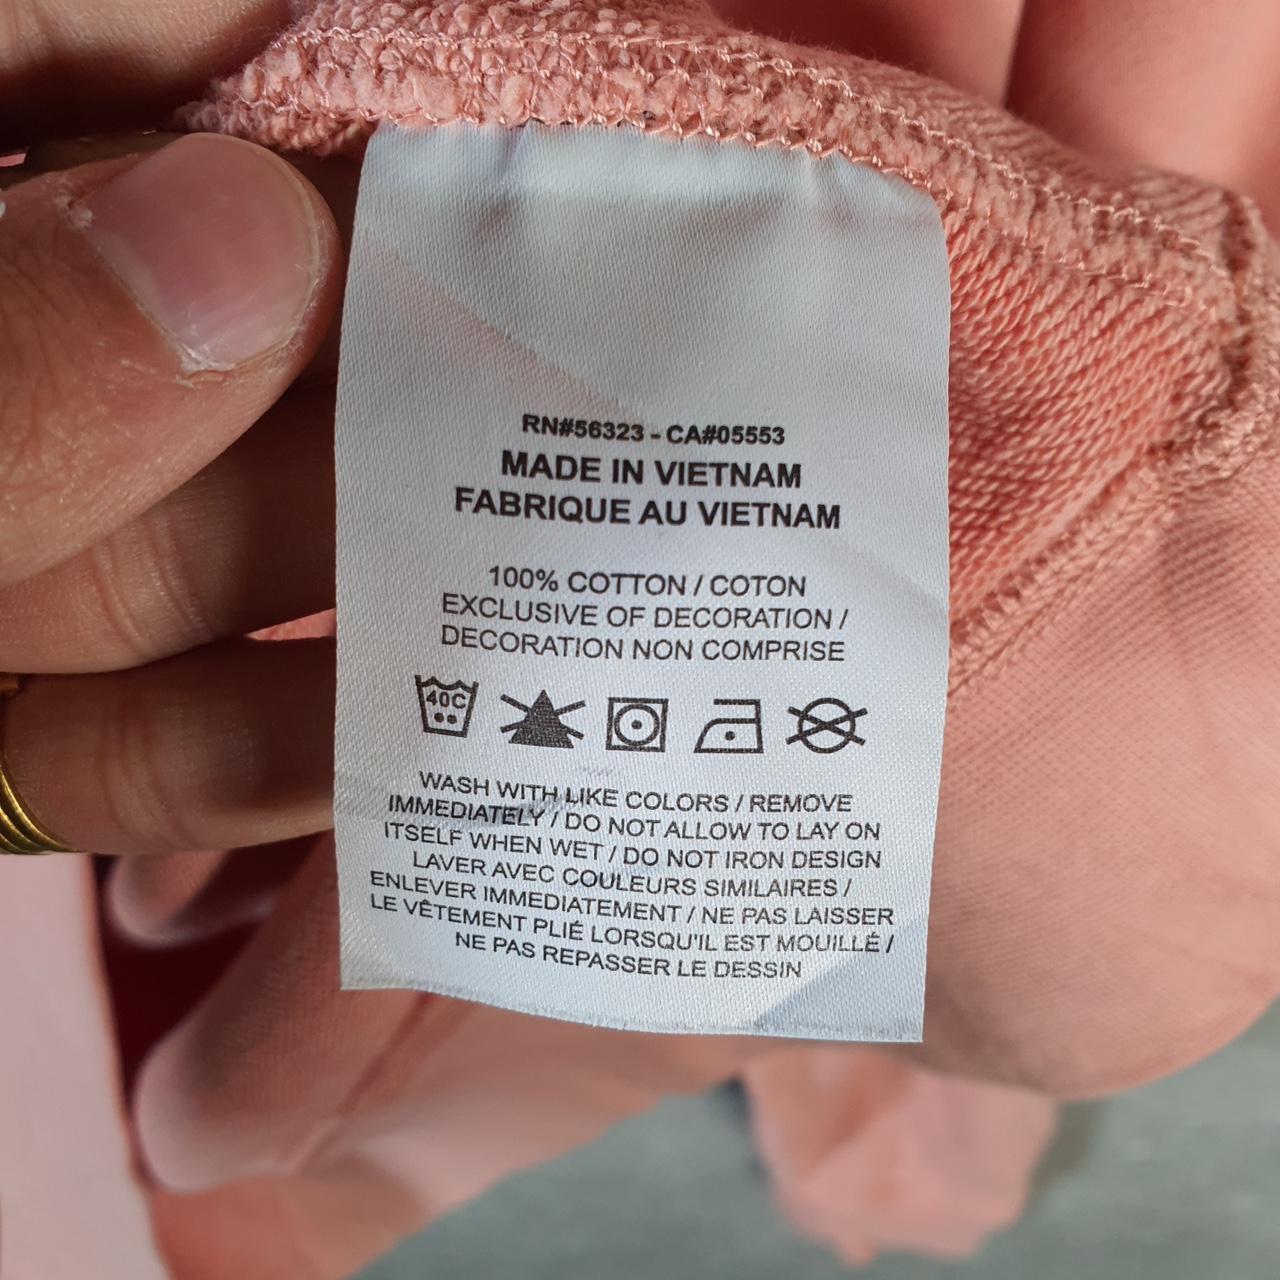 RN#56323 - CA#05553
MADE IN VIETNAM
FABRIQUE AU VIETNAM
100% COTTON / COTON
EXCLUSIVE OF DECORATION /
DECORATION NON COMPRISE
40C
WASH WITH LIKE COLORS / REMOVE
IMMEDIATELY / DO NOT ALLOW TO LAY ON
ITSELF WHEN WET / DO NOT IRON DESIGN
LAVER AVEC COULEURS SIMILAIRES /
ENLEVER IMMEDIATEMENT / NE PAS LAISSER
LE VÊTEMENT PLIÉ LORSQU'IL EST MOUILLÉ /
NE PAS REPASSER LE DESSIN